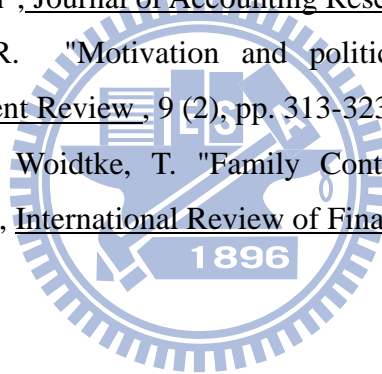 , Journal of Accounting Rese
R. "Motivation and politic
ent Review , 9 (2), pp. 313-323
Woidtke, T. "Family Cont
, International Review of Fina
E S A
1896